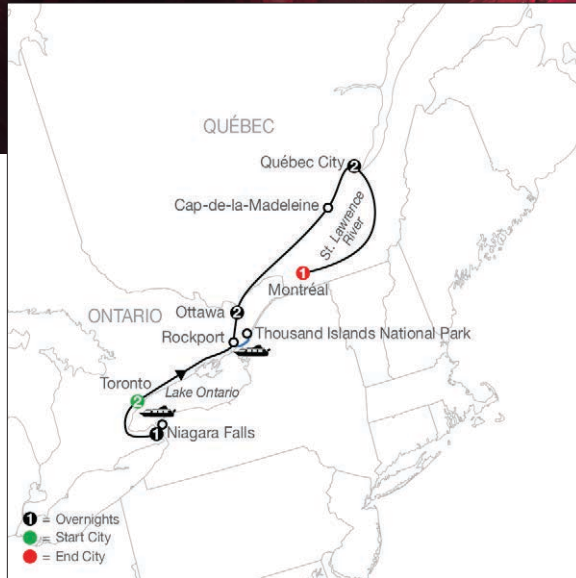 QUÉBEC
Québec City 2
Cap-de-la-Madeleine
St. Lawrence
River
1
Montréal
Ottawa 2
ONTARIO
Rockport
Thousand Islands National Park
Toronto
2
Lake Ontario
1 Niagara Falls
1 = Overnights
= Start City
= End City